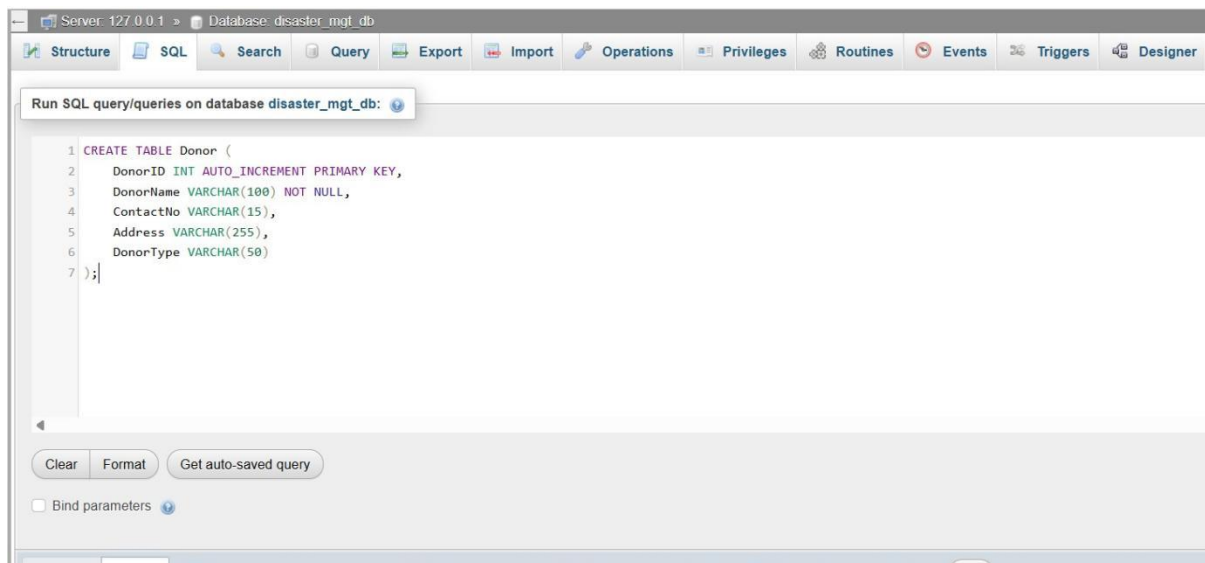 Server: 127.0.0.1 » Database: disaster_mgt_db
Structure SQL Search Query Export Import Operations Privileges Routines Events Triggers Designer
Run SQL query/queries on database disaster_mgt_db:
1 CREATE TABLE Donor (
2 DonorID INT AUTO_INCREMENT PRIMARY KEY,
3 DonorName VARCHAR(100) NOT NULL,
4 ContactNo VARCHAR(15),
5 Address VARCHAR(255),
6 DonorType VARCHAR(50)
7 );
Clear Format Get auto-saved query
Bind parameters